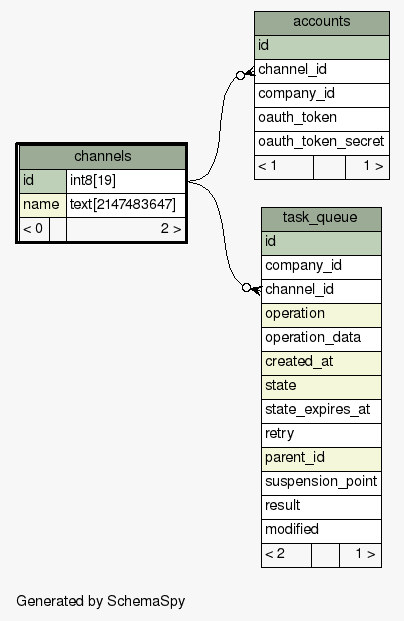 accounts
id
channel_id
company_id
oauth_token
oauth_token_secret
< 1 1 >
channels
id int8[19]
name text[2147483647]
< 0 2 >
task_queue
id
company_id
channel_id
operation
operation_data
created_at
state
state_expires_at
retry
parent_id
suspension_point
result
modified
< 2 1 >
Generated by SchemaSpy